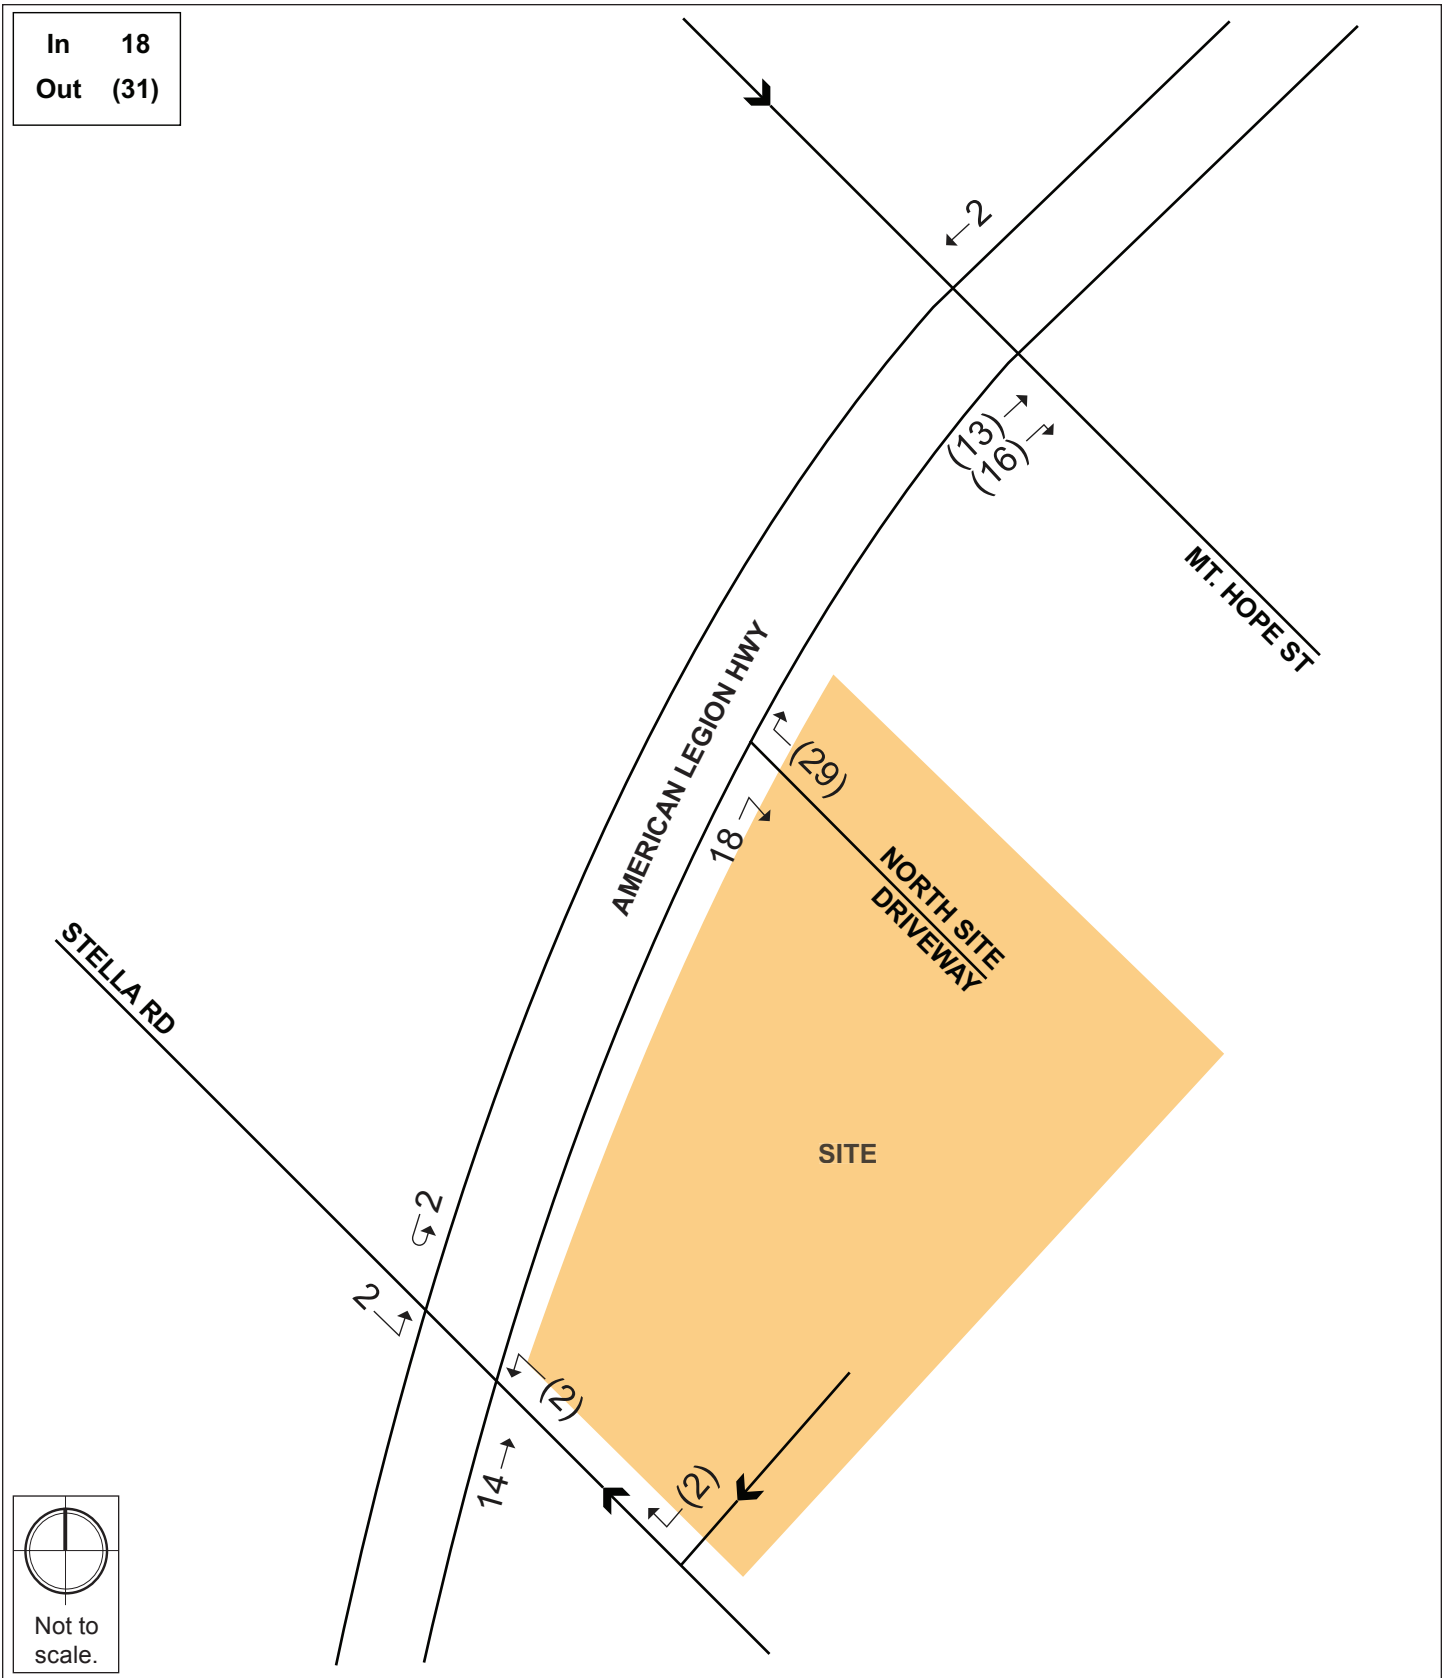 In 18
Out (31)
2
(13)
(16)
MT. HOPE ST
AMERICAN LEGION HWY
(29)
18
NORTH SITE
DRIVEWAY
STELLA RD
SITE
2
2
(2)
14
(2)
Not to
scale.